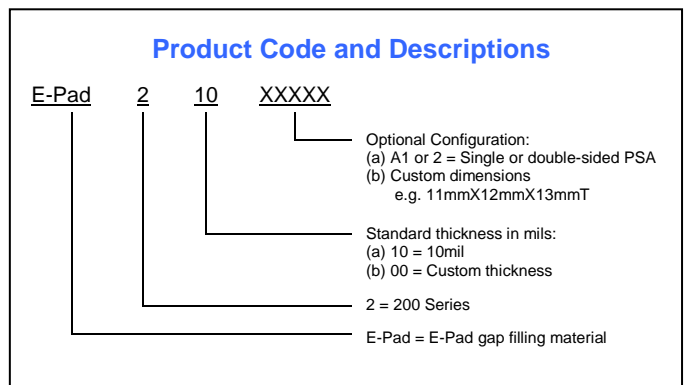 Product Code and Descriptions
E-Pad 2 10 XXXXX
Optional Configuration:
(a) A1 or 2 = Single or double-sided PSA
(b) Custom dimensions
e.g. 11mmX12mmX13mmT
Standard thickness in mils:
(a) 10 = 10mil
(b) 00 = Custom thickness
2 = 200 Series
E-Pad = E-Pad gap filling material